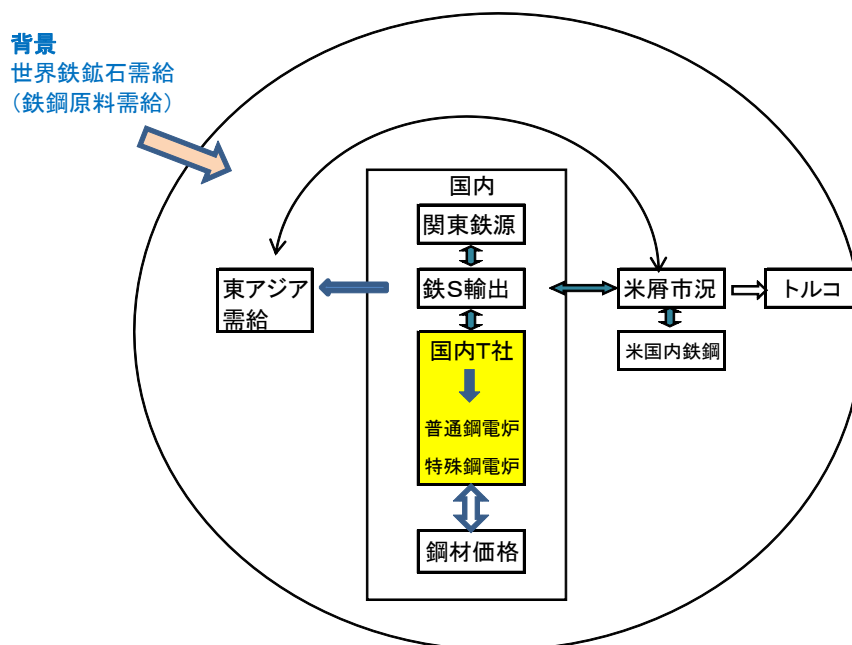 背景
世界鉄鉱石需給
(鉄鋼原料需給)
国内
関東鉄源
東アジア
需給
鉄S輸出
米屑市況
トルコ
国内T社
米国内鉄鋼
普通鋼電炉
特殊鋼電炉
鋼材価格